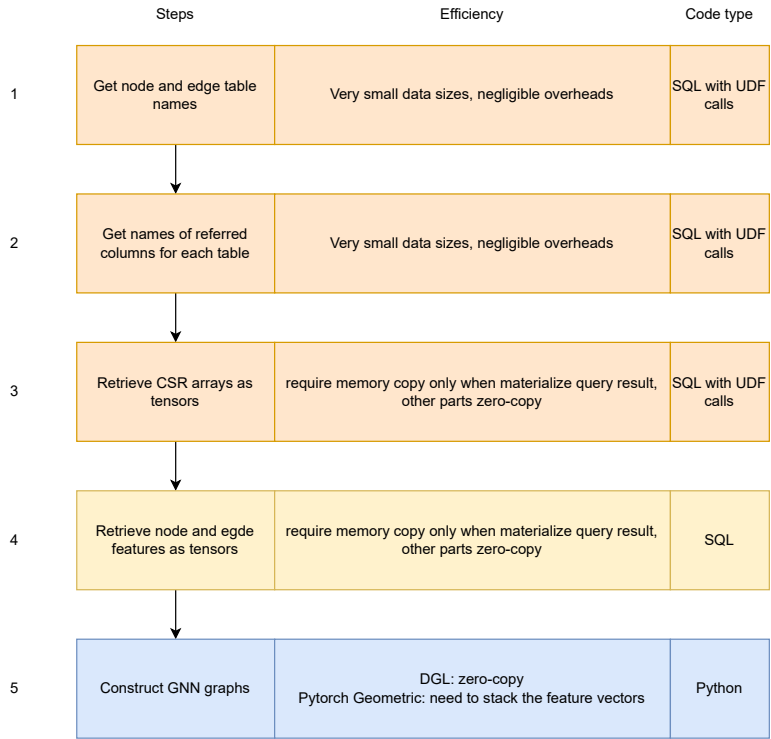 Steps
Efficiency
Code type
1
Get node and edge table
names
Very small data sizes, negligible overheads
SQL with UDF
calls
2
Get names of referred
columns for each table
Very small data sizes, negligible overheads
SQL with UDF
calls
3
Retrieve CSR arrays as
tensors
require memory copy only when materialize query result,
other parts zero-copy
SQL with UDF
calls
4
Retrieve node and egde
features as tensors
require memory copy only when materialize query result,
other parts zero-copy
SQL
5
Construct GNN graphs
DGL: zero-copy
Pytorch Geometric: need to stack the feature vectors
Python